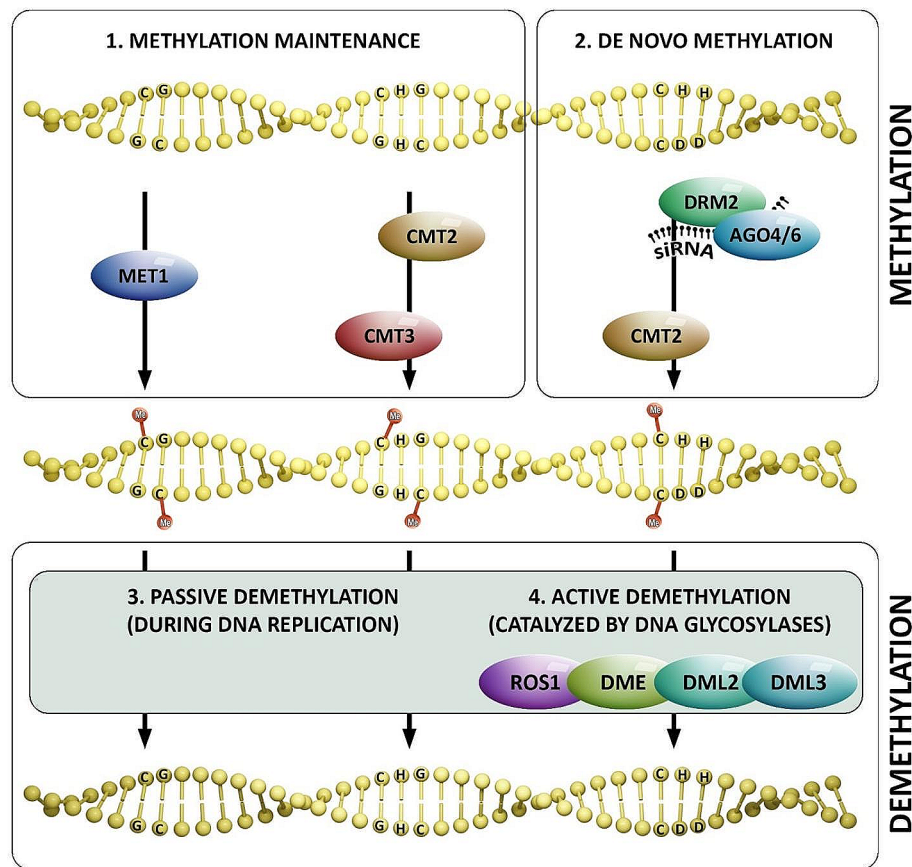 1. METHYLATION MAINTENANCE
2. DE NOVO METHYLATION
C G
C H G
C H H
G C
G H C
C D D
METHYLATION
MET1
CMT2
CMT3
DRM2
AGO4/6
siRNA
CMT2
Me
Me
Me
C G
C H G
C H H
G C
G H C
C D D
Me
Me
Me
3. PASSIVE DEMETHYLATION
(DURING DNA REPLICATION)
4. ACTIVE DEMETHYLATION
(CATALYZED BY DNA GLYCOSYLASES)
ROS1
DME
DML2
DML3
DEMETHYLATION
C G
C H G
C H H
G C
G H C
C D D